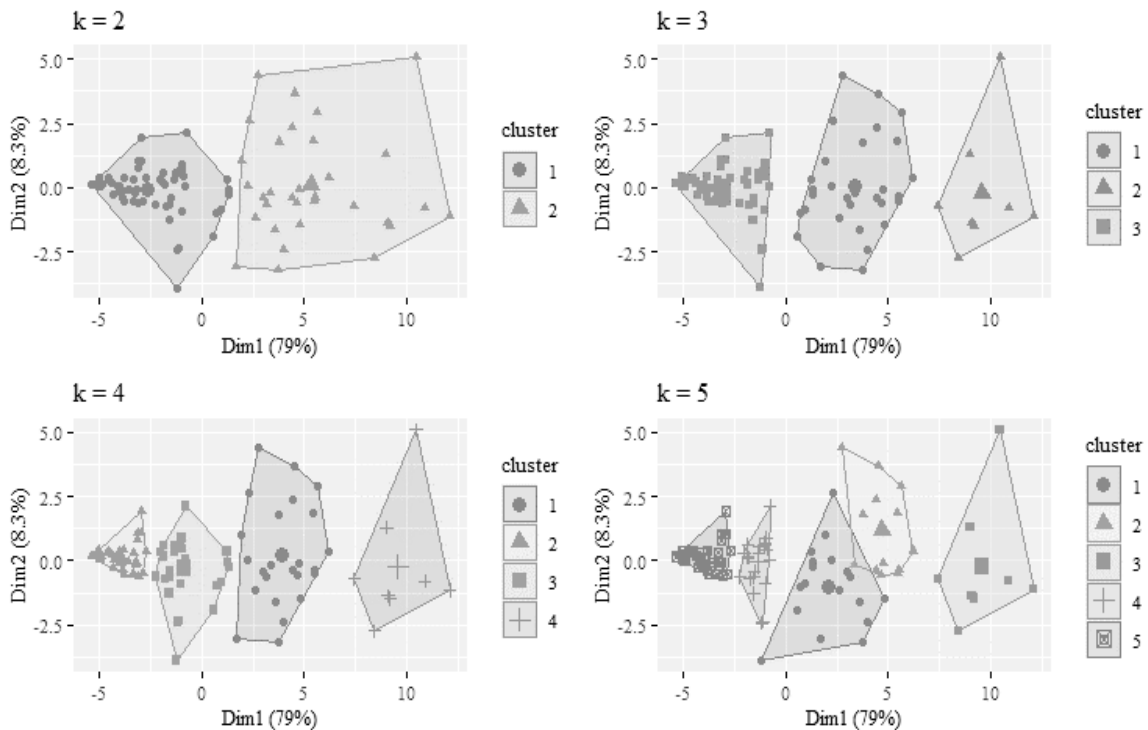 k = 2
5.0
2.5
0.0
-2.5
Dim2 (8.3%)
-5
0
5
10
Dim1 (79%)
cluster
1
2
k = 3
5.0
2.5
0.0
-2.5
Dim2 (8.3%)
-5
0
5
10
Dim1 (79%)
cluster
1
2
3
k = 4
5.0
2.5
0.0
-2.5
Dim2 (8.3%)
-5
0
5
10
Dim1 (79%)
cluster
1
2
3
4
k = 5
5.0
2.5
0.0
-2.5
Dim2 (8.3%)
-5
0
5
10
Dim1 (79%)
cluster
1
2
3
4
5